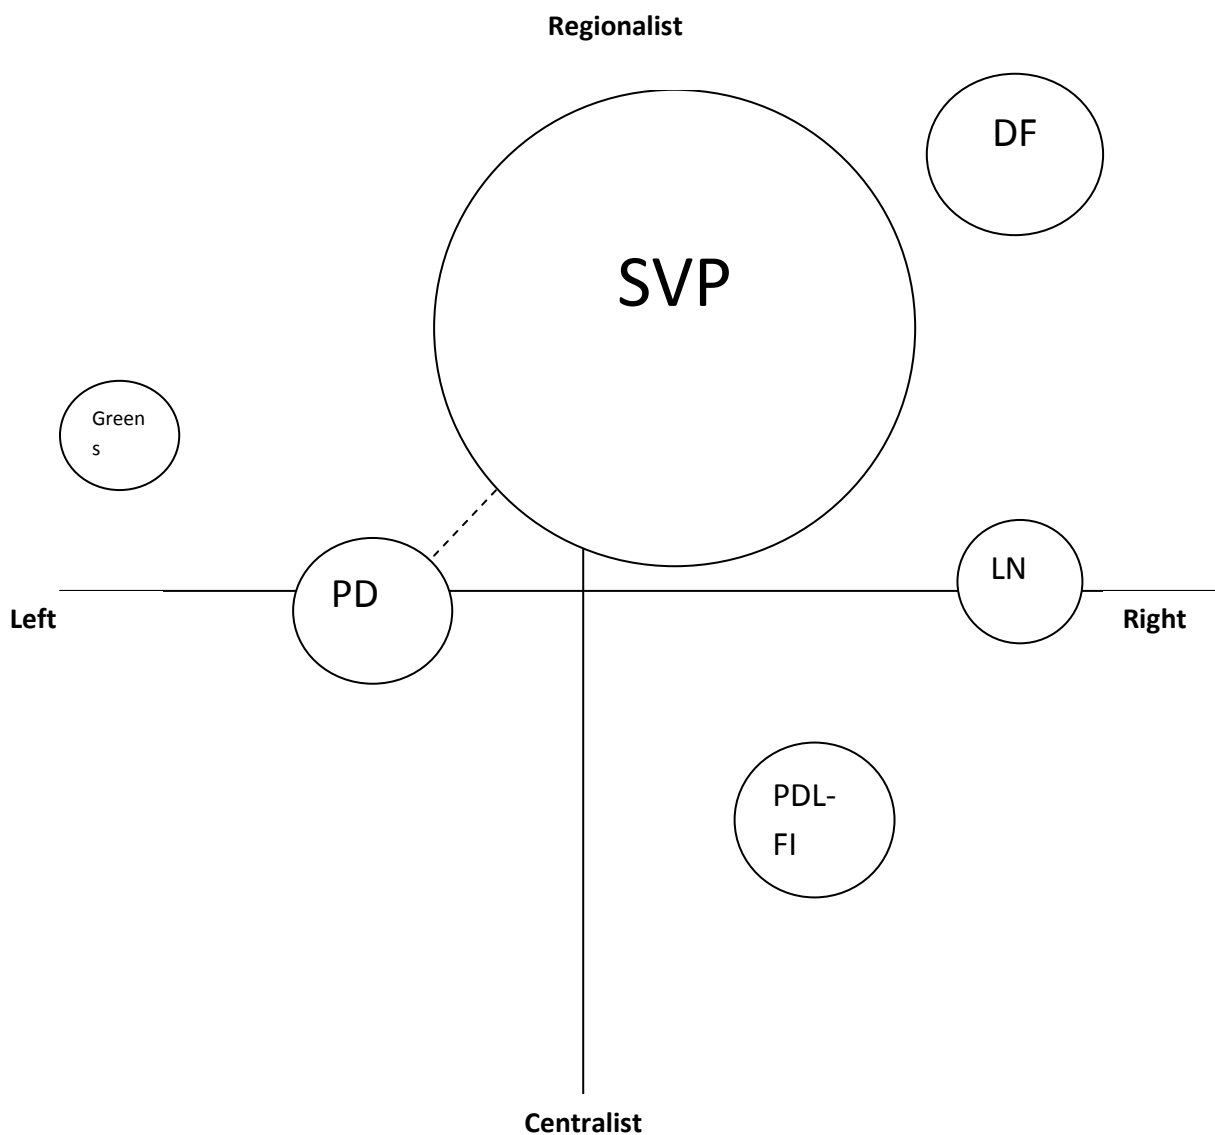 Regionalist
DF
SVP
Green
s
PD
LN
Left
Right
PDL-
FI
Centralist